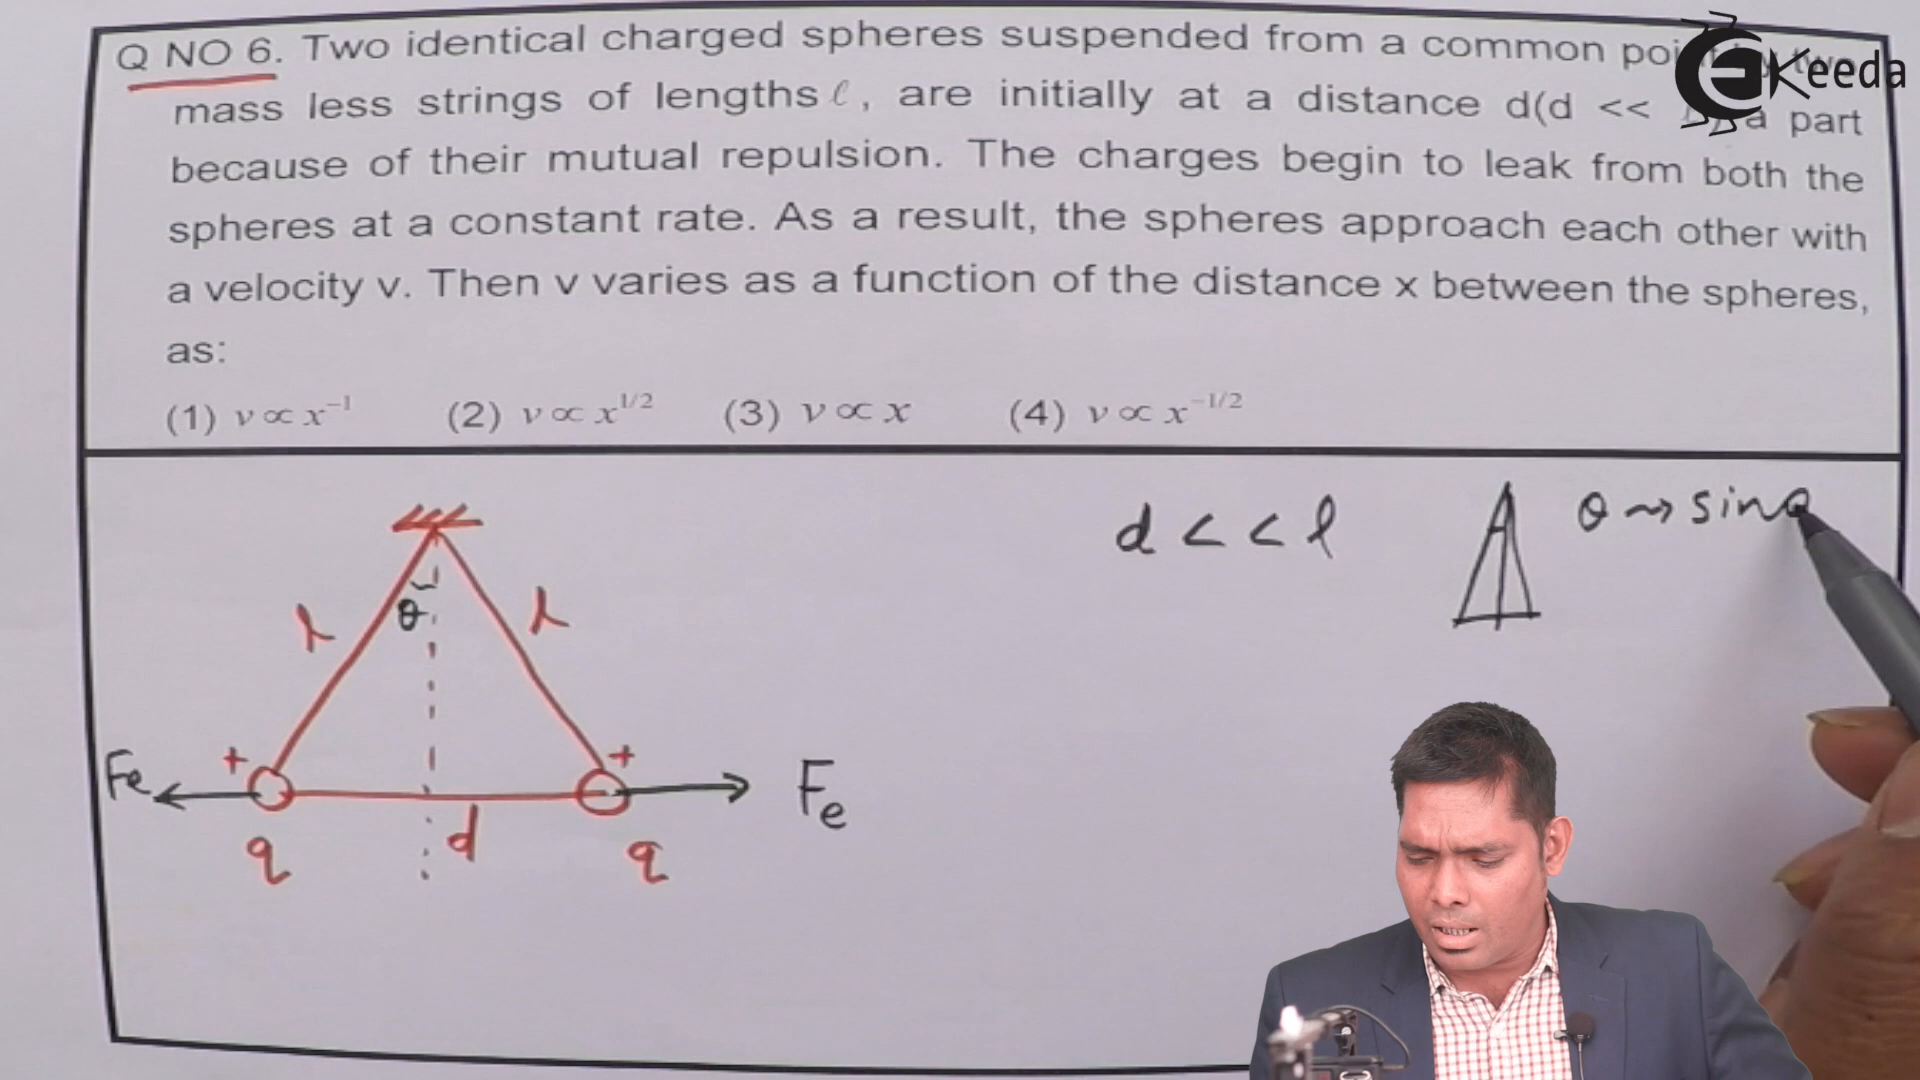 Q NO 6. Two identical charged spheres suspended from a common
mass less strings of lengths ℓ, are initially at a distance d(d << a part
because of their mutual repulsion. The charges begin to leak from both the
spheres at a constant rate. As a result, the spheres approach each other with
a velocity v. Then v varies as a function of the distance x between the spheres,
as:
(1) v ∝ x⁻¹ (2) v ∝ x^{1/2} (3) v ∝ x (4) v ∝ x^{-1/2}
eKeeda
d < < l
θ ⇝ sinθ
θ
l l
+ +
Fe Fe
q d q